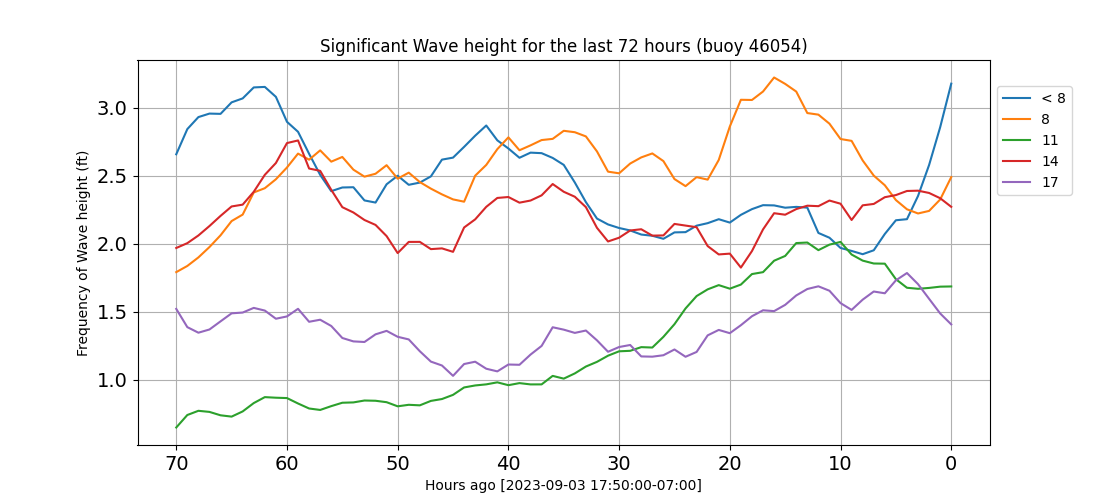 Significant Wave height for the last 72 hours (buoy 46054)
Frequency of Wave height (ft)
3.0
2.5
2.0
1.5
1.0
70 60 50 40 30 20 10 0
Hours ago [2023-09-03 17:50:00-07:00]
< 8
8
11
14
17